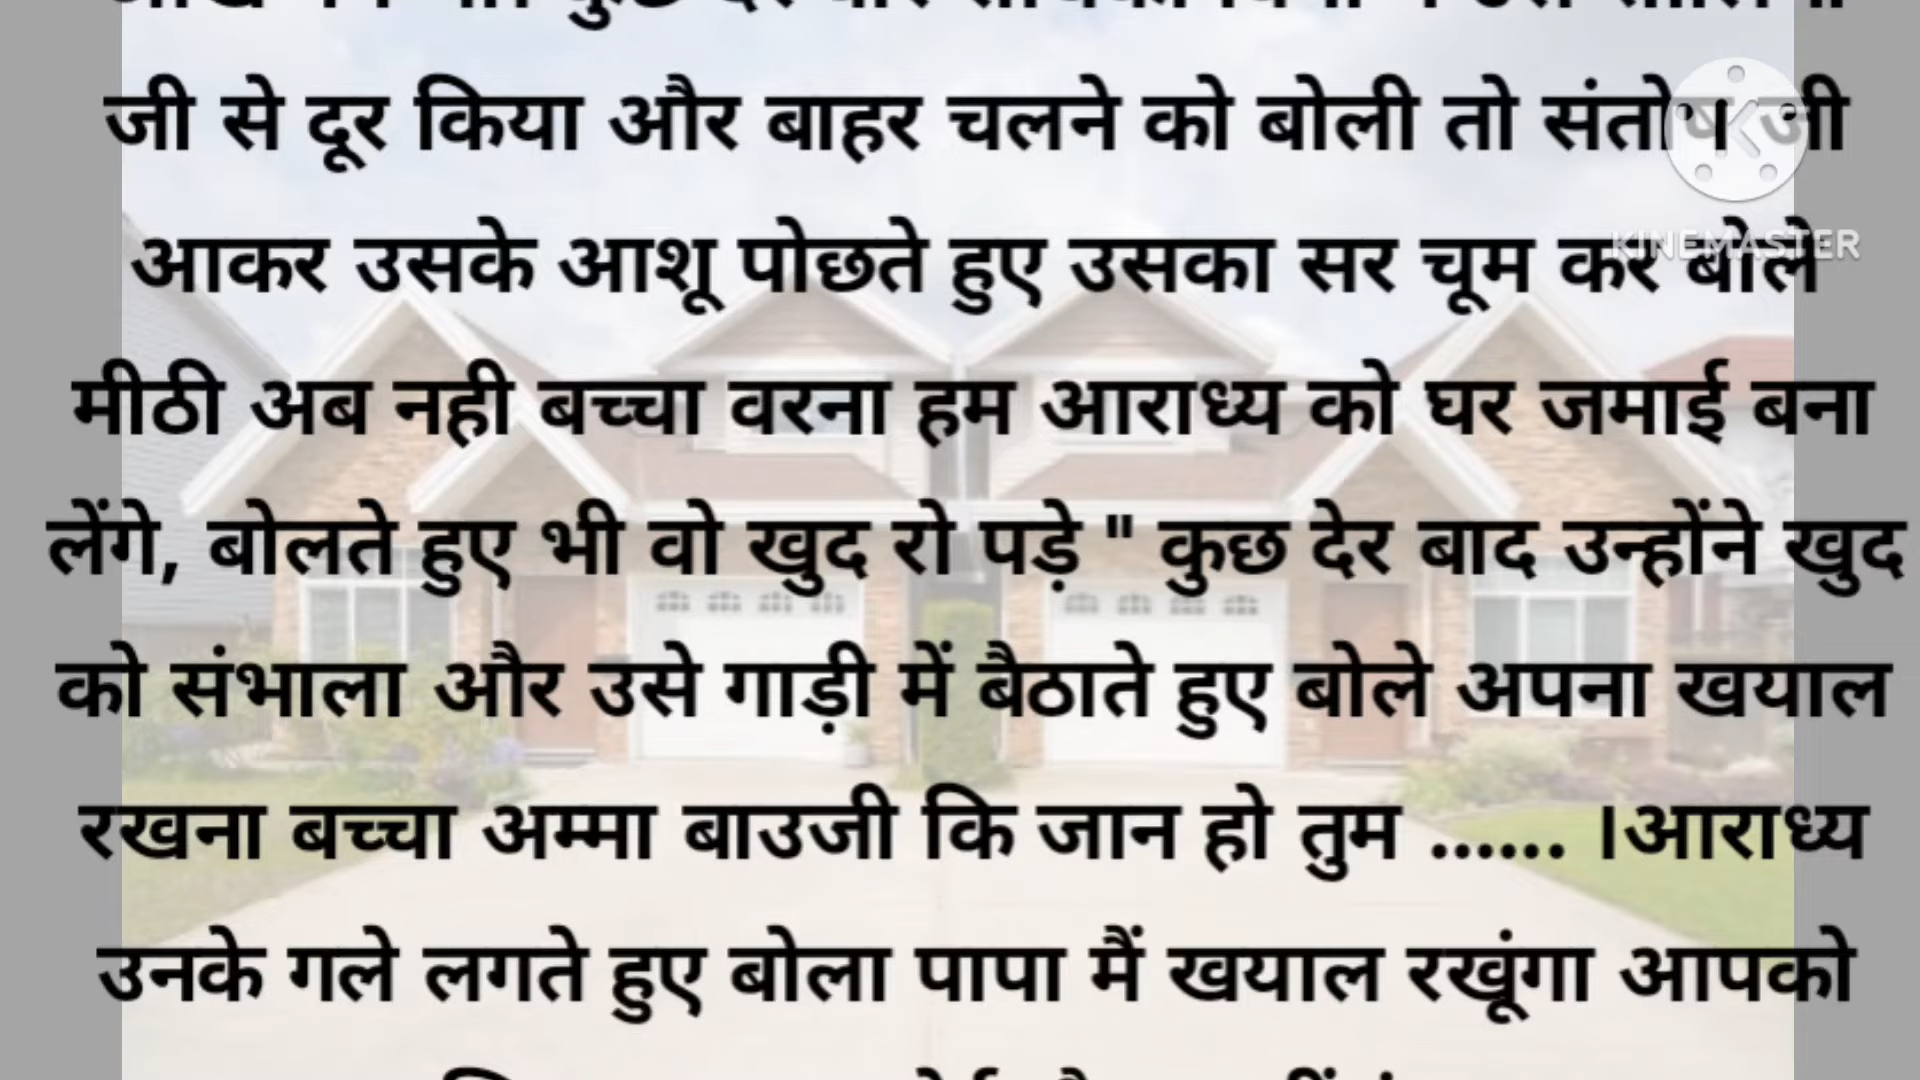 जी से दूर किया और बाहर चलने को बोली तो संतोष जी
आकर उसके आशू पोछते हुए उसका सर चूम कर बोले
मीठी अब नही बच्चा वरना हम आराध्य को घर जमाई बना
लेंगे, बोलते हुए भी वो खुद रो पड़े " कुछ देर बाद उन्होंने खुद
को संभाला और उसे गाड़ी में बैठाते हुए बोले अपना खयाल
रखना बच्चा अम्मा बाउजी कि जान हो तुम ...... ।आराध्य
उनके गले लगते हुए बोला पापा मैं खयाल रखूंगा आपको
KINEMASTER